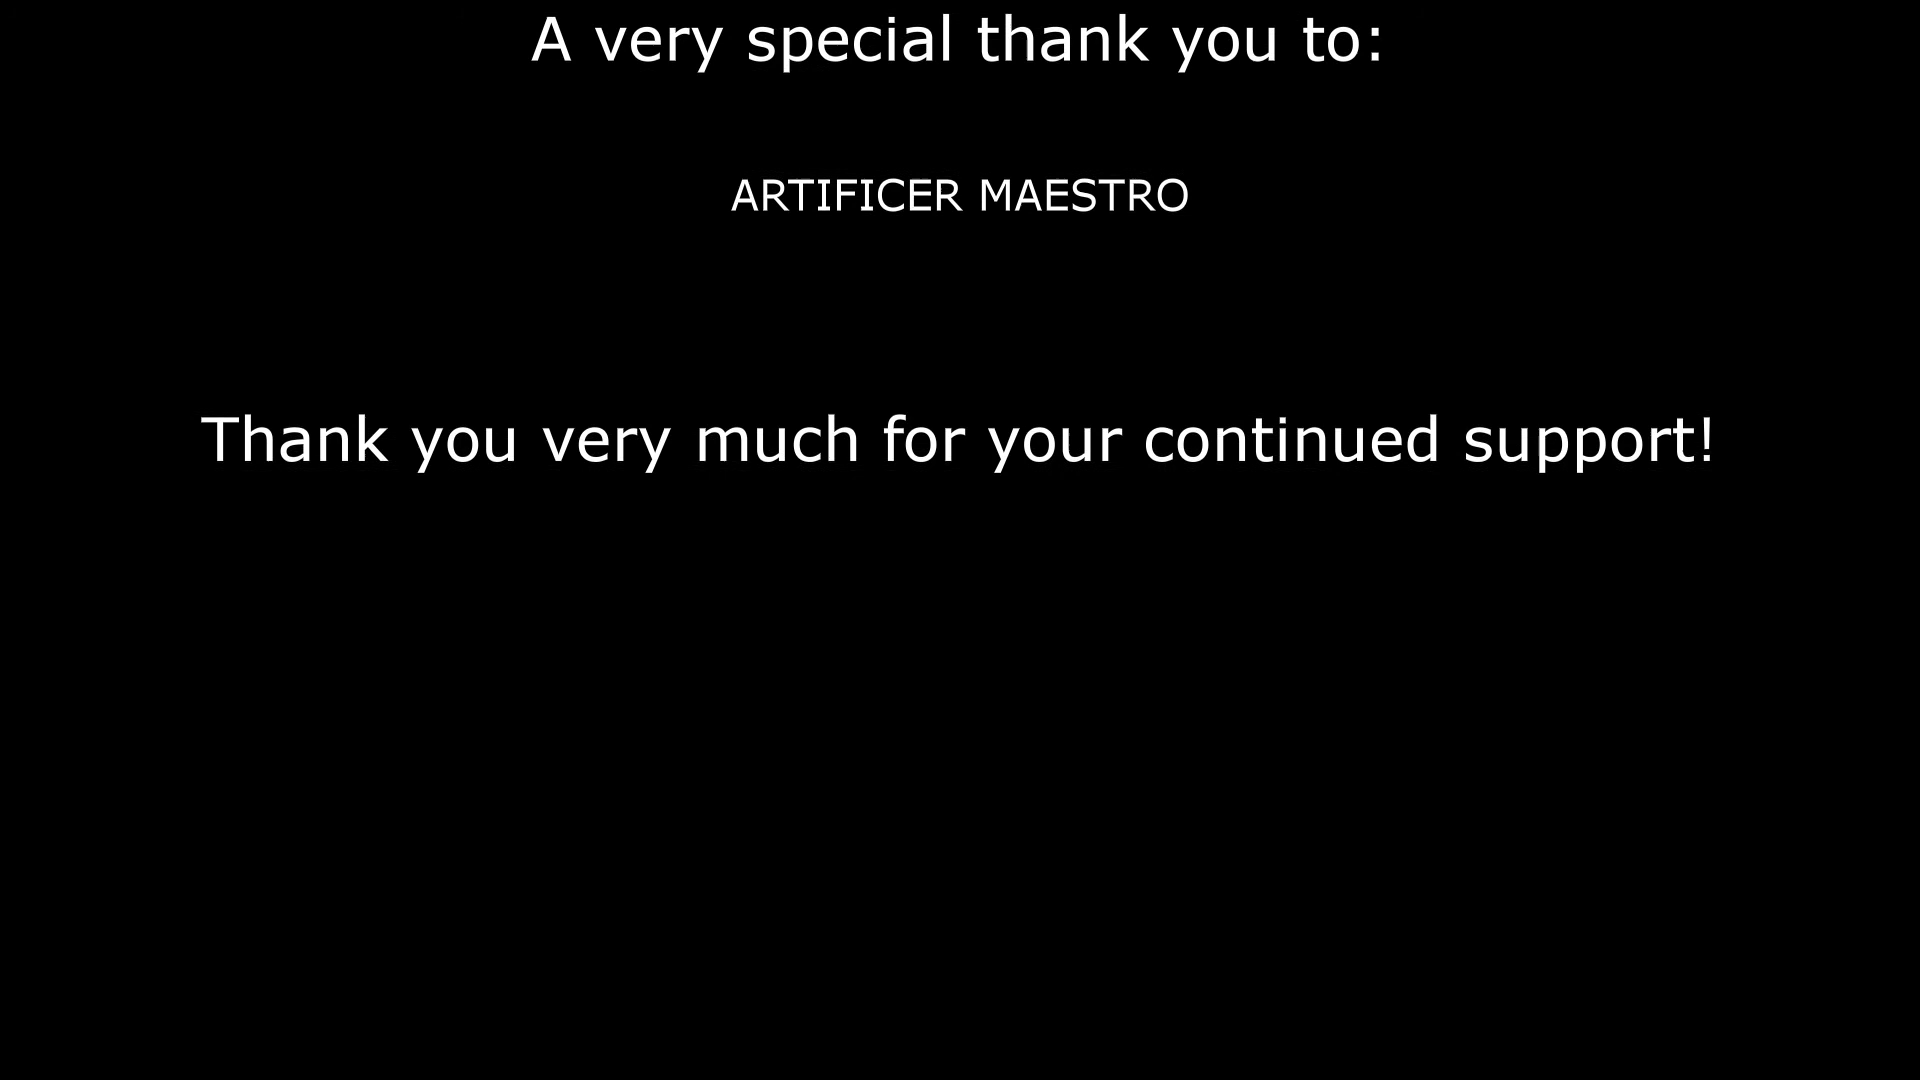 A very special thank you to:
ARTIFICER MAESTRO
Thank you very much for your continued support!